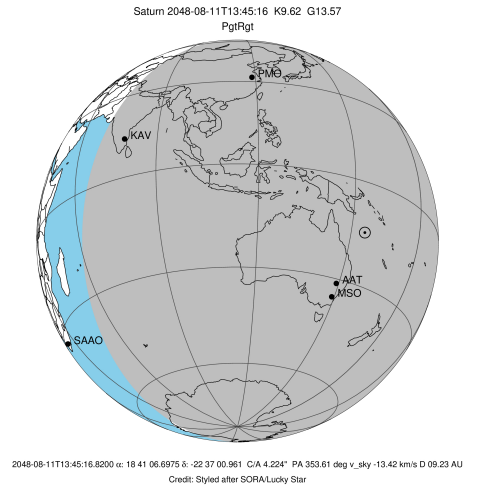 Saturn 2048-08-11T13:45:16 K9.62 G13.57
PgtRgt
PMO
KAV
AAT
MSO
SAAO
2048-08-11T13:45:16.8200 α: 18 41 06.6975 δ: -22 37 00.961 C/A 4.224" PA 353.61 deg v_sky -13.42 km/s D 09.23 AU
Credit: Styled after SORA/Lucky Star